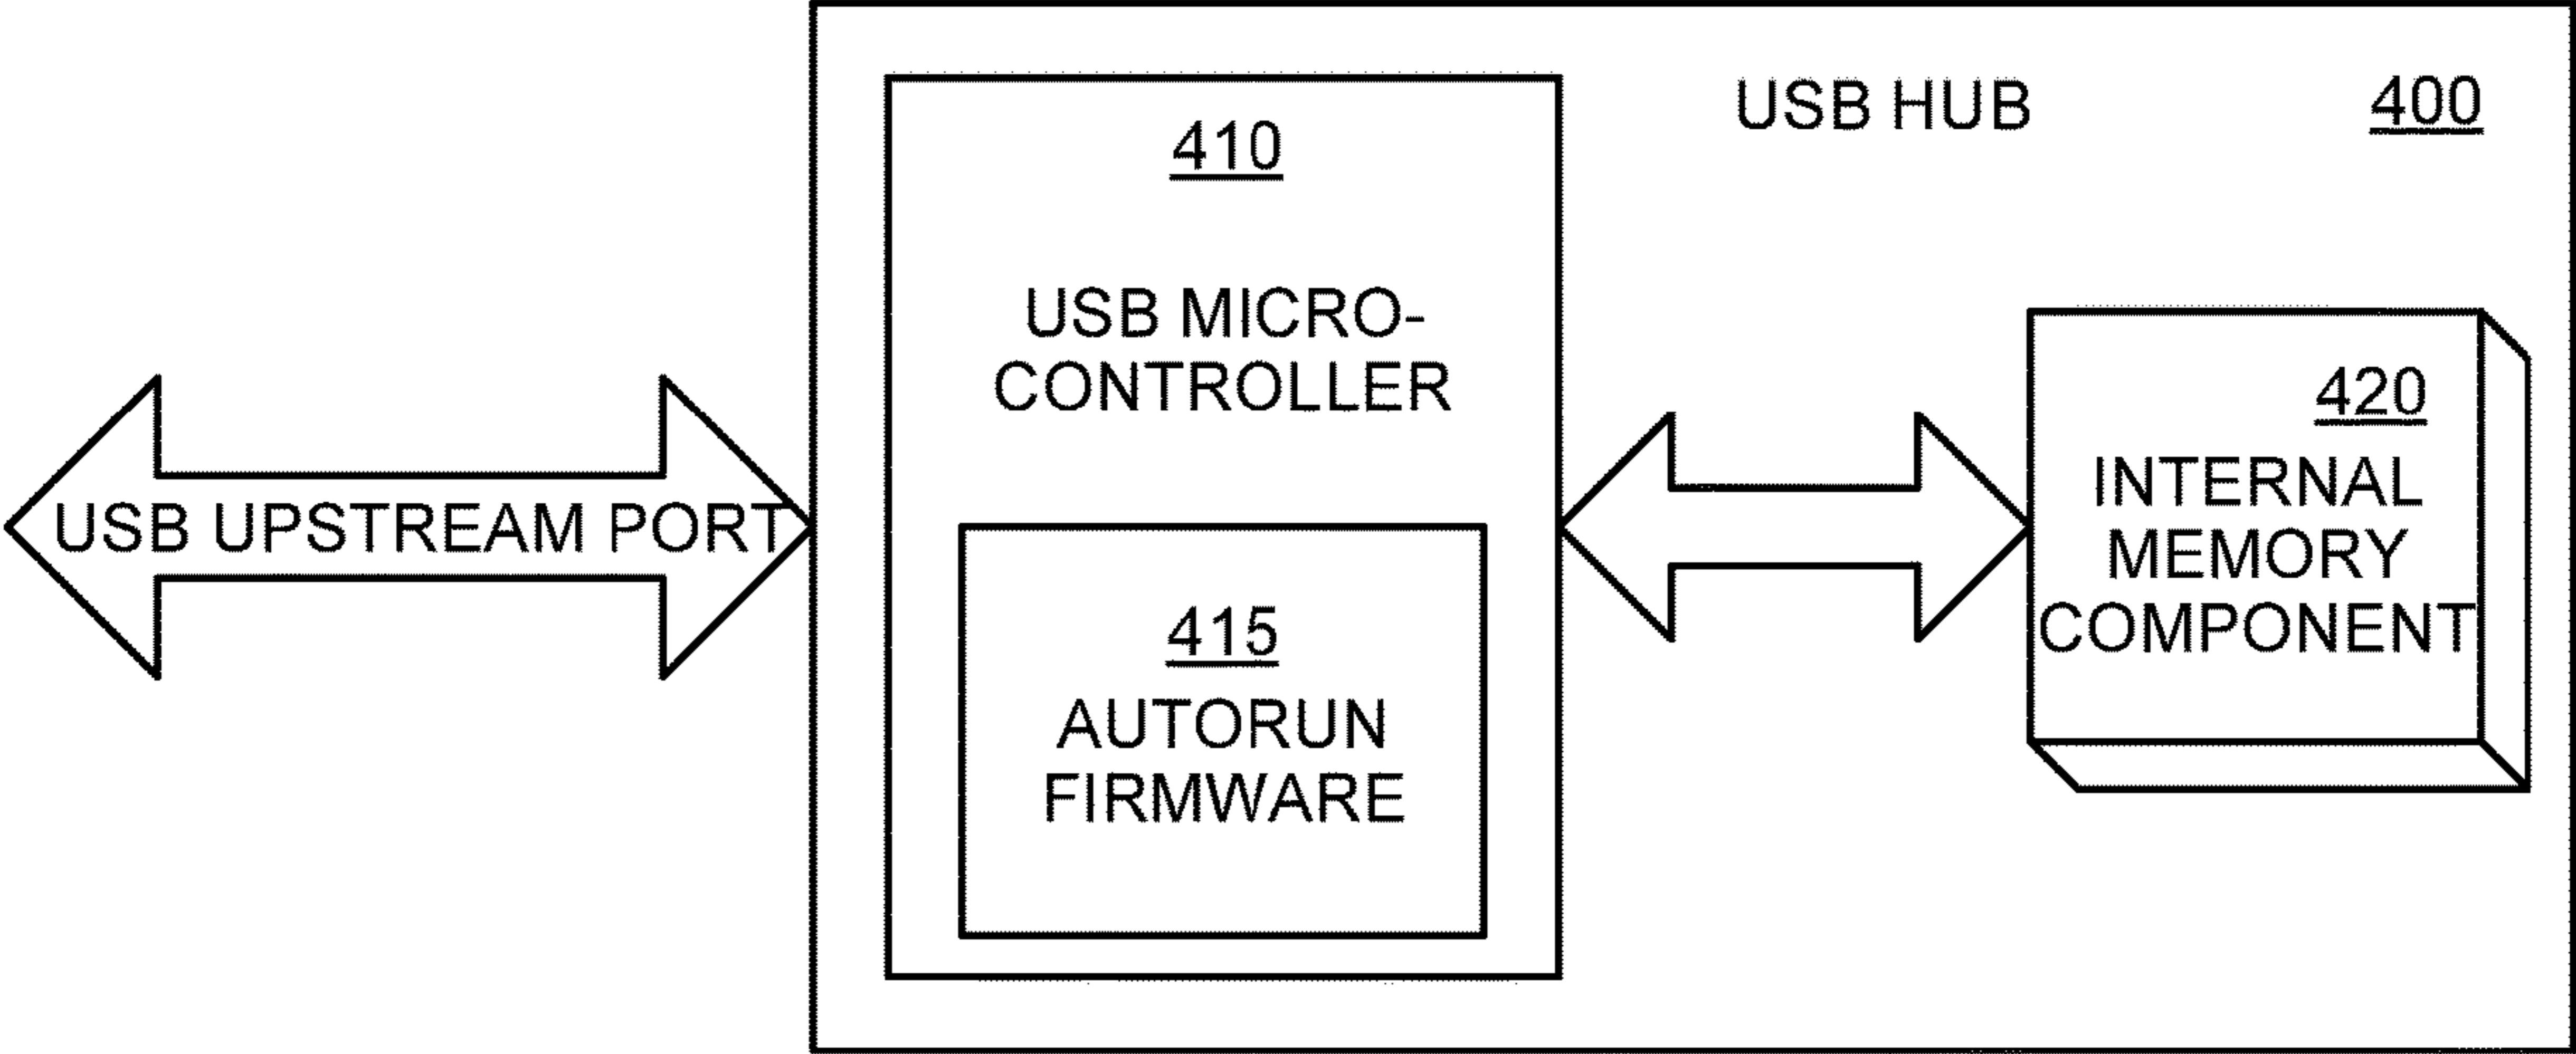 USB HUB
400
410
USB MICRO-
CONTROLLER
USB UPSTREAM PORT
415
AUTORUN
FIRMWARE
420
INTERNAL
MEMORY
COMPONENT